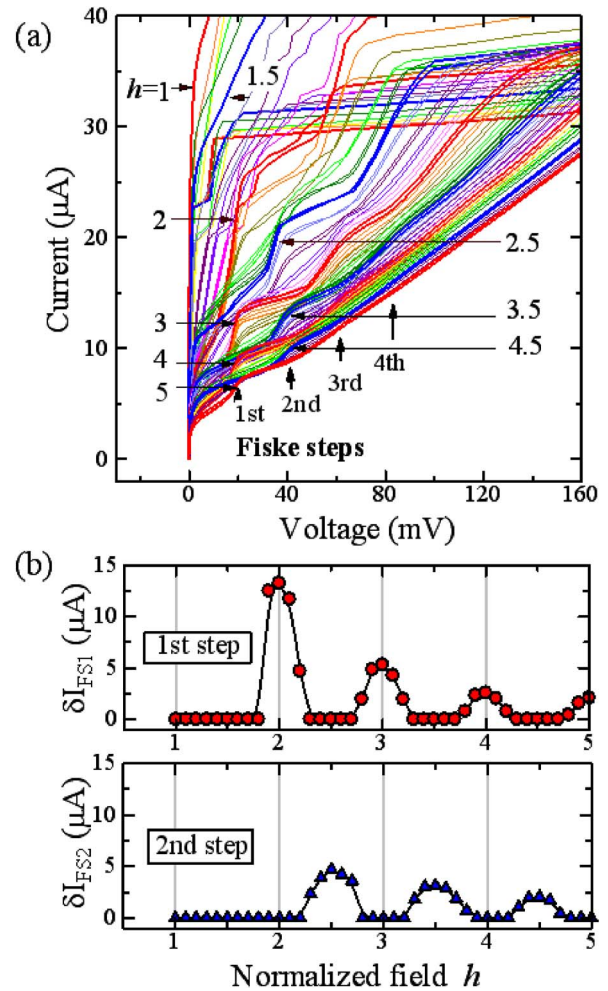 (a)
40
30
20
10
0
Current (μA)
h=1
1.5
2
2.5
3
3.5
4
4.5
5
1st
2nd
3rd
4th
Fiske steps
0 40 80 120 160
Voltage (mV)
(b)
15
10
5
0
δI_FS1 (μA)
1st step
1 2 3 4 5
15
10
5
0
δI_FS2 (μA)
2nd step
1 2 3 4 5
Normalized field h